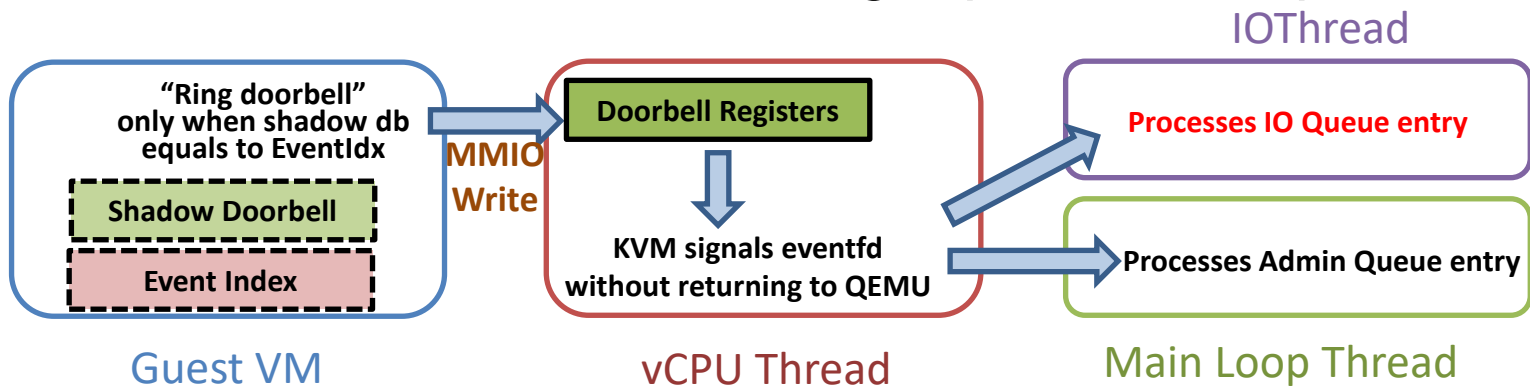 IOThread
“Ring doorbell”
only when shadow db
equals to EventIdx
Shadow Doorbell
Event Index
Guest VM
MMIO
Write
Doorbell Registers
KVM signals eventfd
without returning to QEMU
vCPU Thread
Processes IO Queue entry
Processes Admin Queue entry
Main Loop Thread